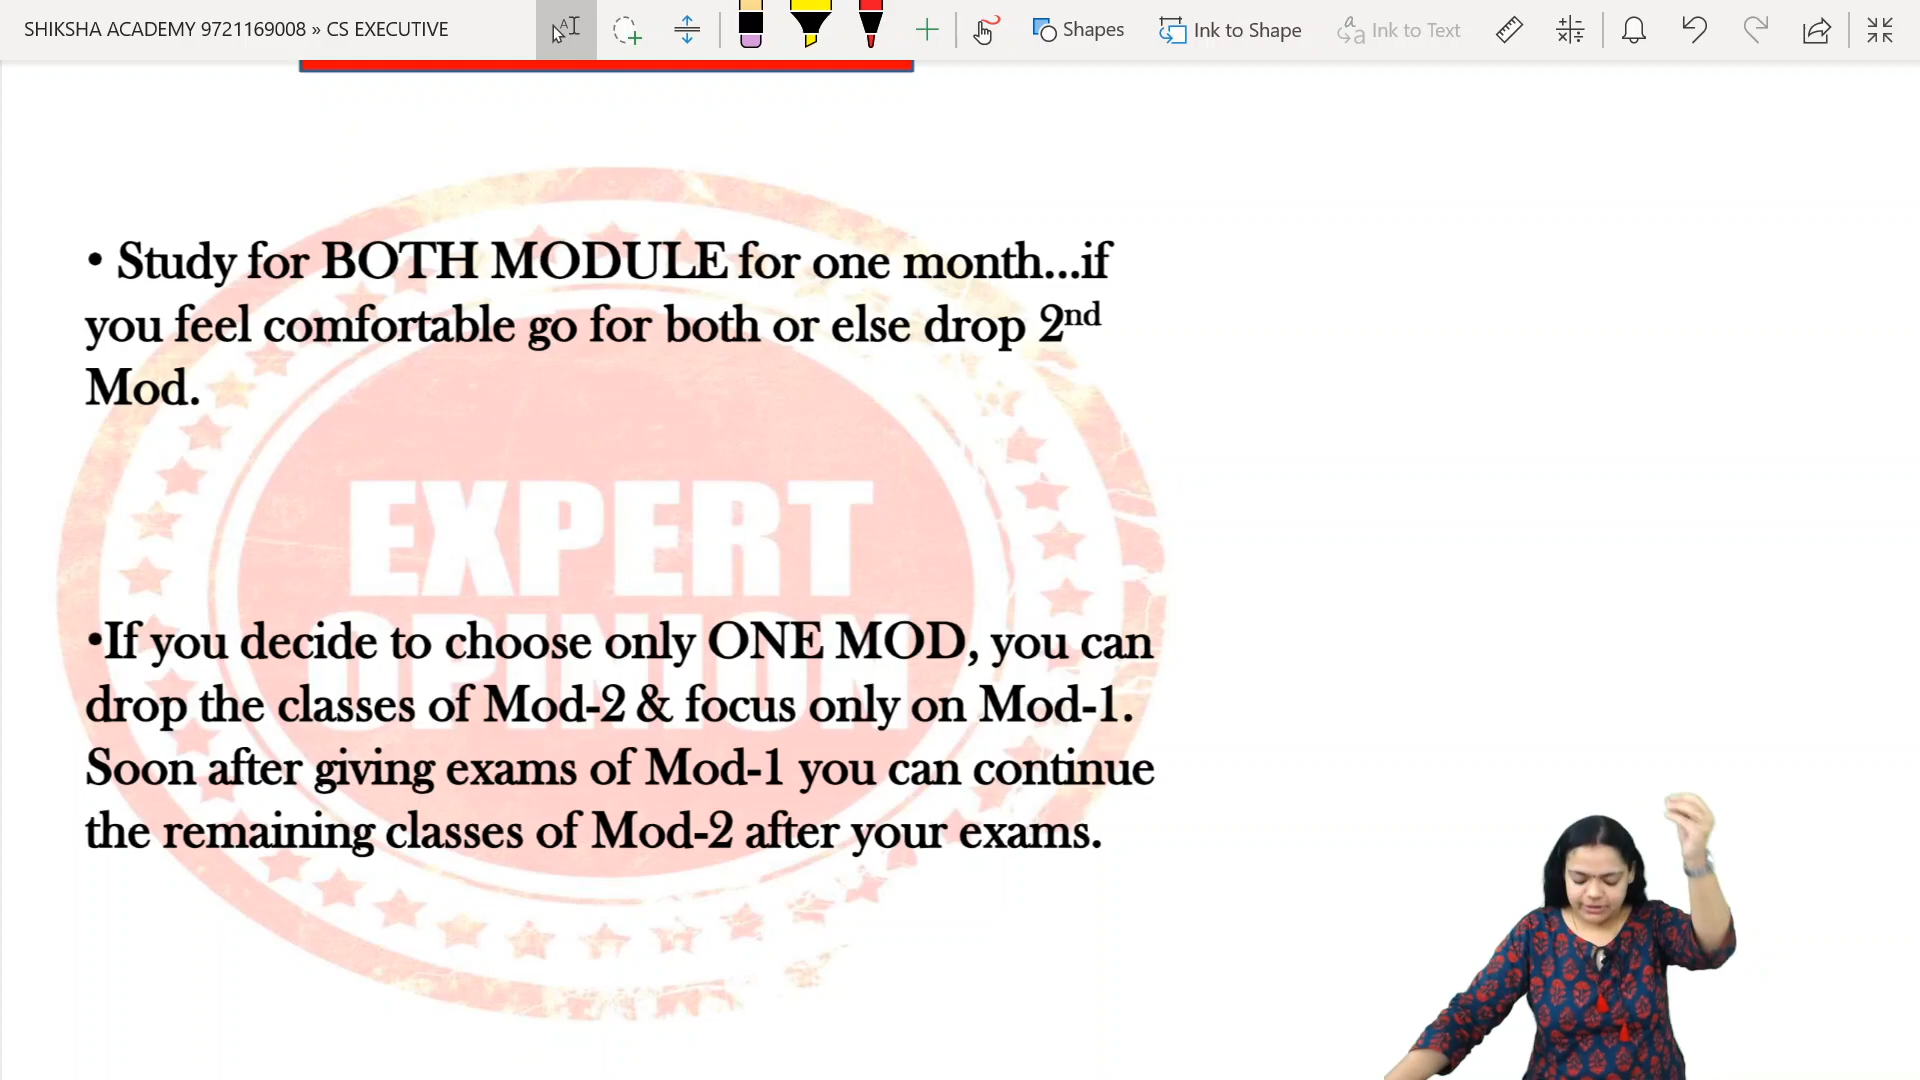 SHIKSHA ACADEMY 9721169008 » CS EXECUTIVE
Shapes
Ink to Shape
Ink to Text
• Study for BOTH MODULE for one month...if
you feel comfortable go for both or else drop 2nd
Mod.
EXPERT
OPINION
•If you decide to choose only ONE MOD, you can
drop the classes of Mod-2 & focus only on Mod-1.
Soon after giving exams of Mod-1 you can continue
the remaining classes of Mod-2 after your exams.